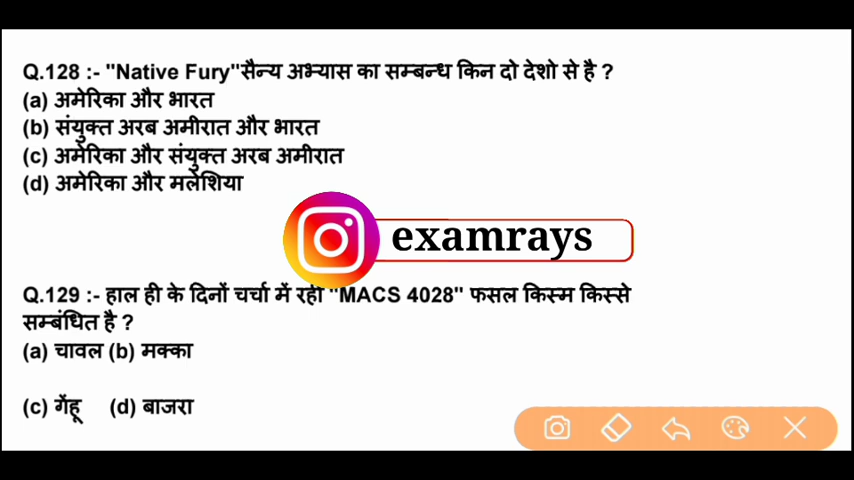 Q.128 :- "Native Fury"सैन्य अभ्यास का सम्बन्ध किन दो देशो से है ?
(a) अमेरिका और भारत
(b) संयुक्त अरब अमीरात और भारत
(c) अमेरिका और संयुक्त अरब अमीरात
(d) अमेरिका और मलेशिया
examrays
Q.129 :- हाल ही के दिनों चर्चा में रही "MACS 4028" फसल किस्म किस्से
सम्बंधित है ?
(a) चावल (b) मक्का
(c) गेंहू (d) बाजरा